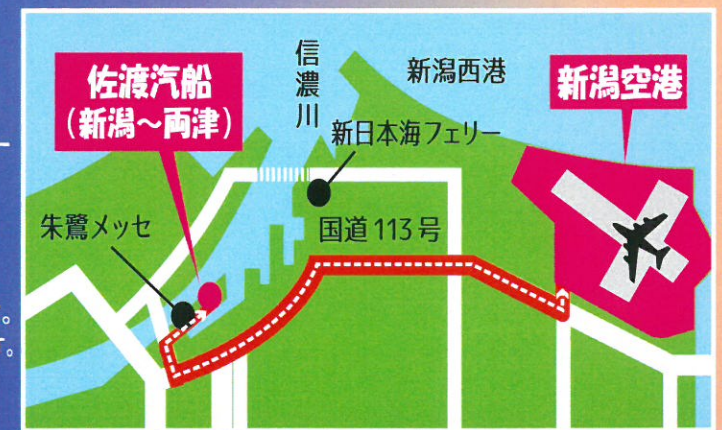 佐渡汽船
(新潟〜両津)
信濃川
新潟西港
新潟空港
新日本海フェリー
朱鷺メッセ
国道113号